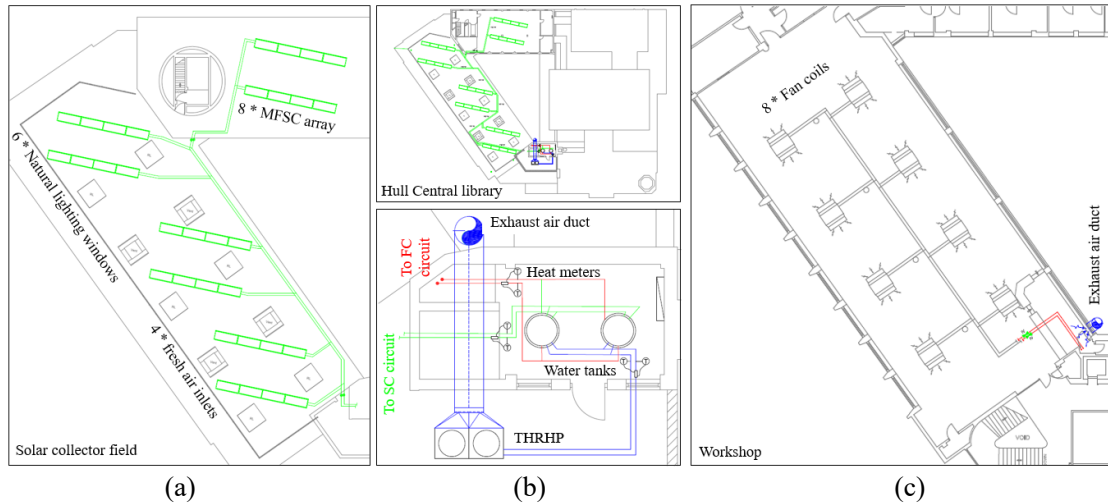 8 * MFSC array
6 * Natural lighting windows
4 * fresh air inlets
Solar collector field
(a)
Hull Central library
Exhaust air duct
To FC
circuit
Heat meters
To SC circuit
Water tanks
THRHP
(b)
8 * Fan coils
Exhaust air duct
VOID
Workshop
(c)